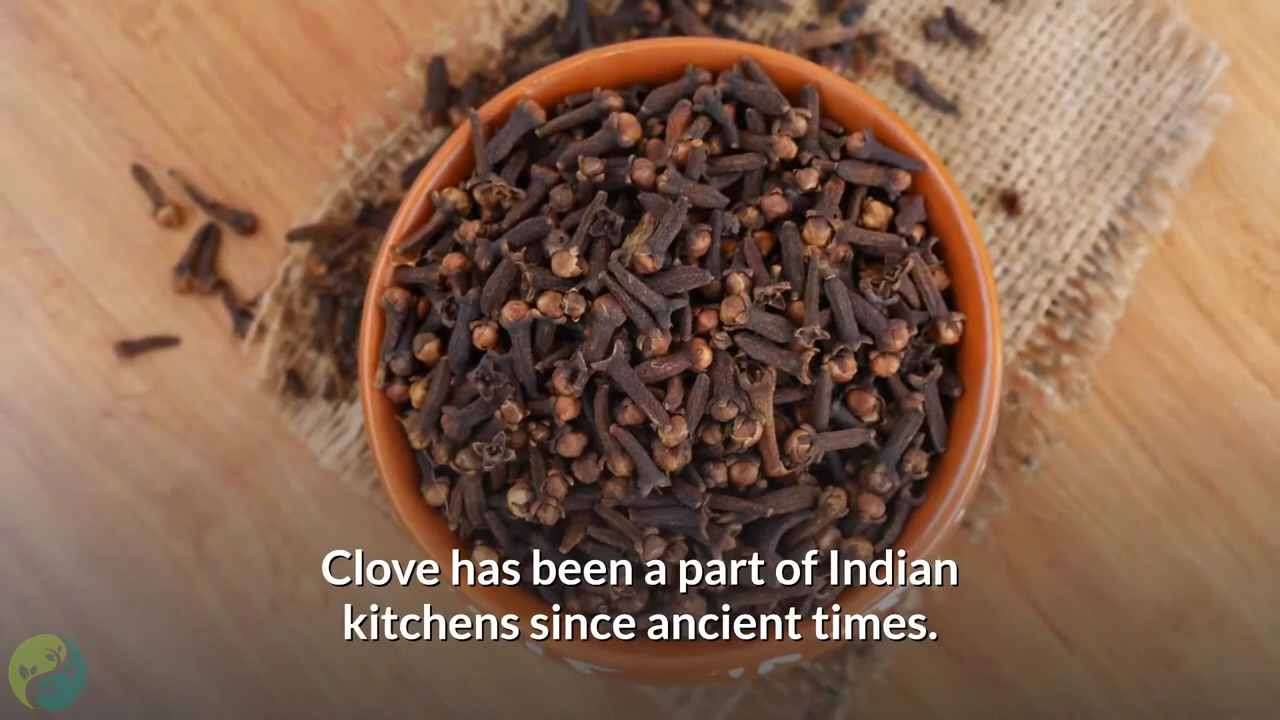 Clove has been a part of Indian
kitchens since ancient times.